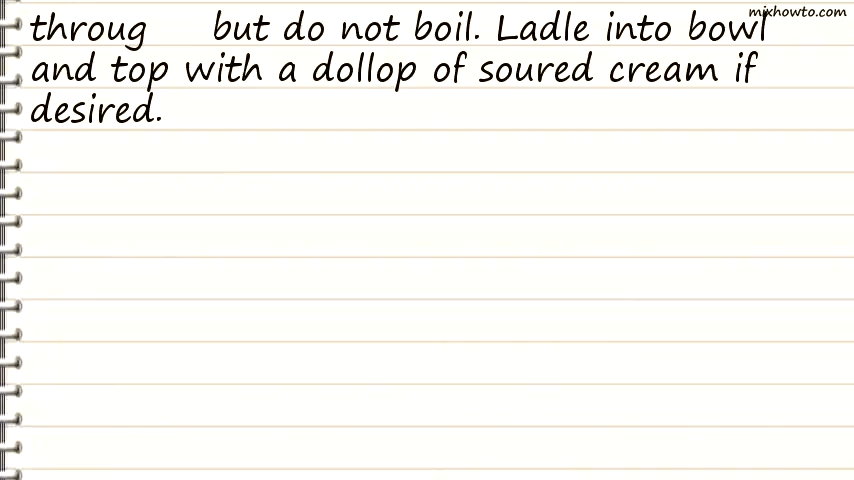 mixhowto.com
throug but do not boil. Ladle into bowl
and top with a dollop of soured cream if
desired.